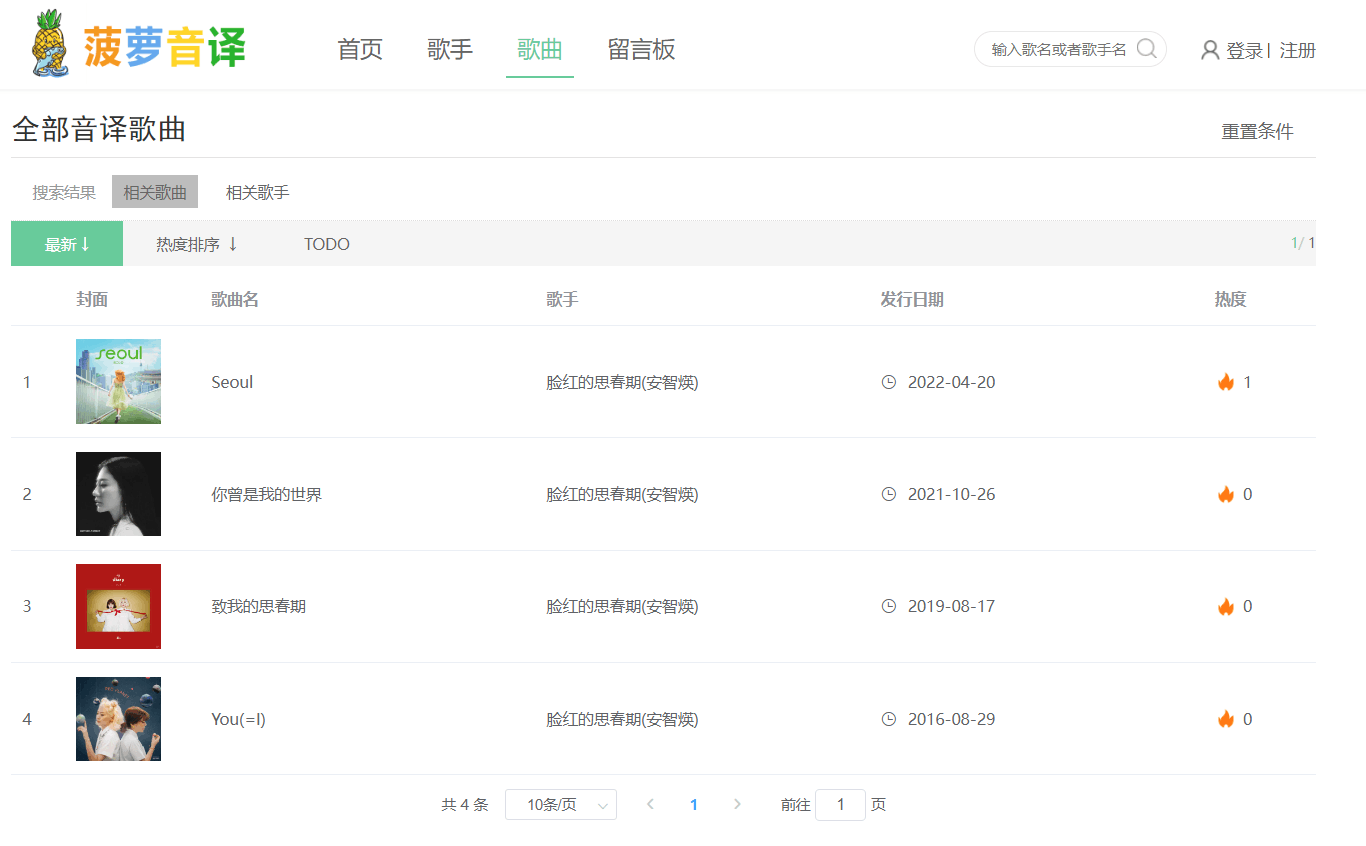 菠萝音译
首页 歌手 歌曲 留言板
输入歌名或者歌手名
登录 | 注册
全部音译歌曲
重置条件
搜索结果 相关歌曲 相关歌手
最新↓ 热度排序 ↓ TODO 1/ 1
封面 歌曲名 歌手 发行日期 热度
seoul
1 Seoul 脸红的思春期(安智煐) 2022-04-20 1
2 你曾是我的世界 脸红的思春期(安智煐) 2021-10-26 0
diary
3 致我的思春期 脸红的思春期(安智煐) 2019-08-17 0
4 You(=I) 脸红的思春期(安智煐) 2016-08-29 0
共 4 条 10条/页 1 前往 1 页